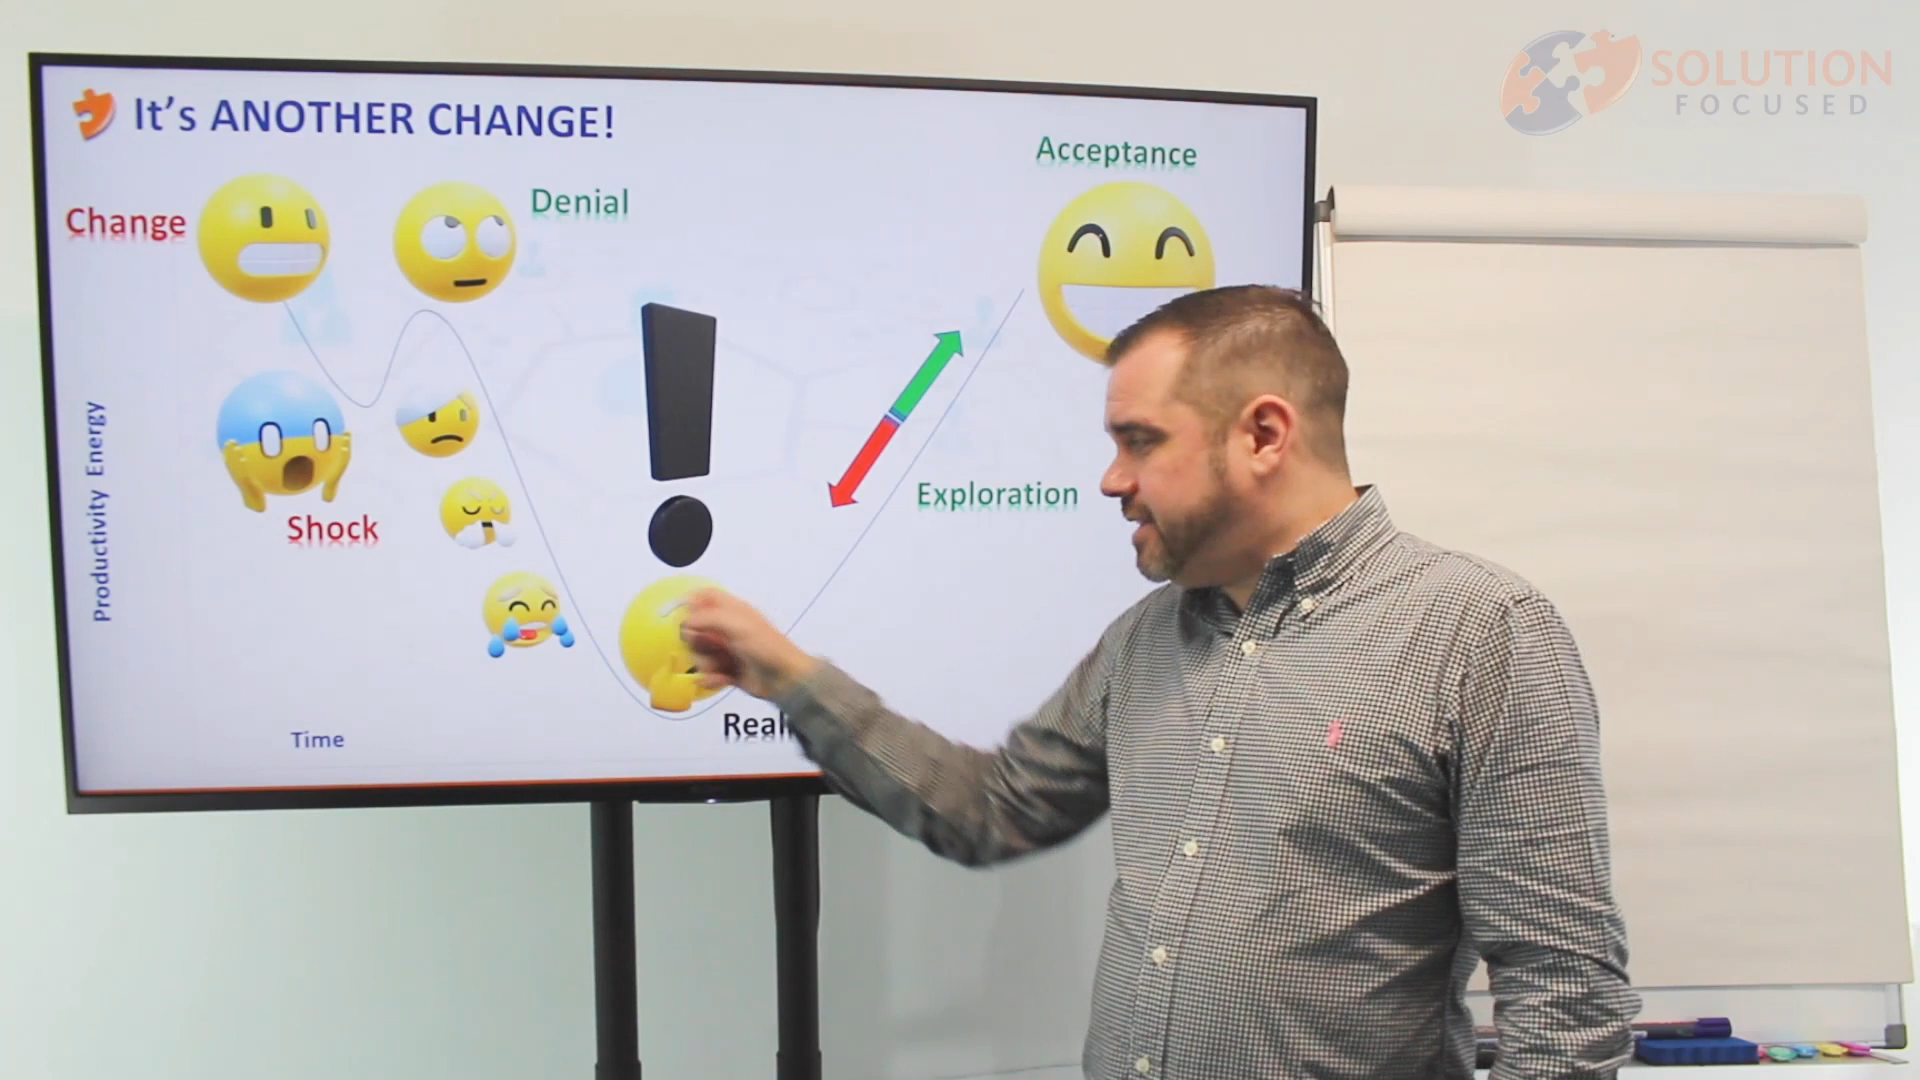 SOLUTION
FOCUSED
It's ANOTHER CHANGE!
Acceptance
Change
Denial
Productivity Energy
Shock
Exploration
Time